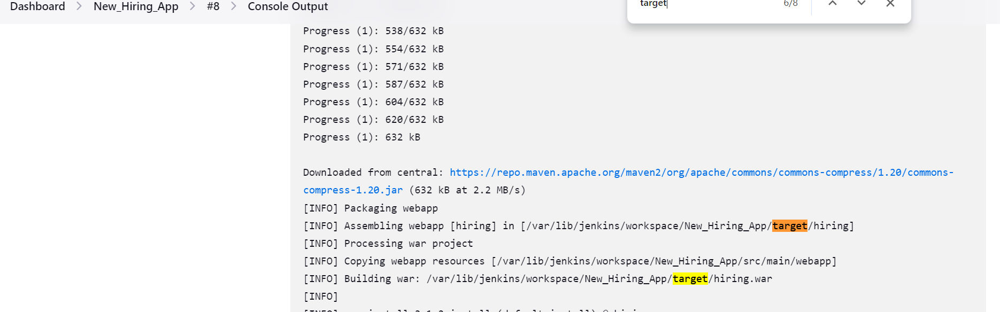 Dashboard > New_Hiring_App > #8 > Console Output
target 6/8
Progress (1): 538/632 kB
Progress (1): 554/632 kB
Progress (1): 571/632 kB
Progress (1): 587/632 kB
Progress (1): 604/632 kB
Progress (1): 620/632 kB
Progress (1): 632 kB
Downloaded from central: https://repo.maven.apache.org/maven2/org/apache/commons/commons-compress/1.20/commons-
compress-1.20.jar (632 kB at 2.2 MB/s)
[INFO] Packaging webapp
[INFO] Assembling webapp [hiring] in [/var/lib/jenkins/workspace/New_Hiring_App/target/hiring]
[INFO] Processing war project
[INFO] Copying webapp resources [/var/lib/jenkins/workspace/New_Hiring_App/src/main/webapp]
[INFO] Building war: /var/lib/jenkins/workspace/New_Hiring_App/target/hiring.war
[INFO]